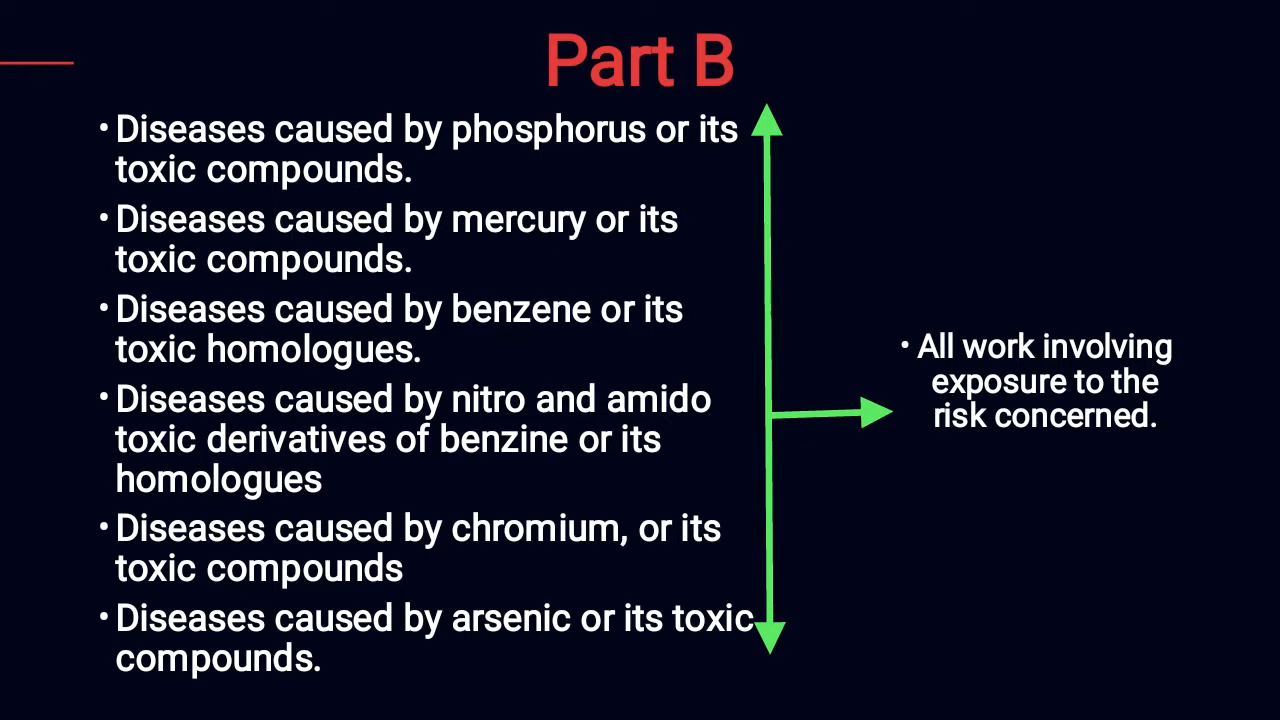 Part B
• Diseases caused by phosphorus or its
toxic compounds.
• Diseases caused by mercury or its
toxic compounds.
• Diseases caused by benzene or its
toxic homologues.
• Diseases caused by nitro and amido
toxic derivatives of benzine or its
homologues
• Diseases caused by chromium, or its
toxic compounds
• Diseases caused by arsenic or its toxic
compounds.
• All work involving
exposure to the
risk concerned.